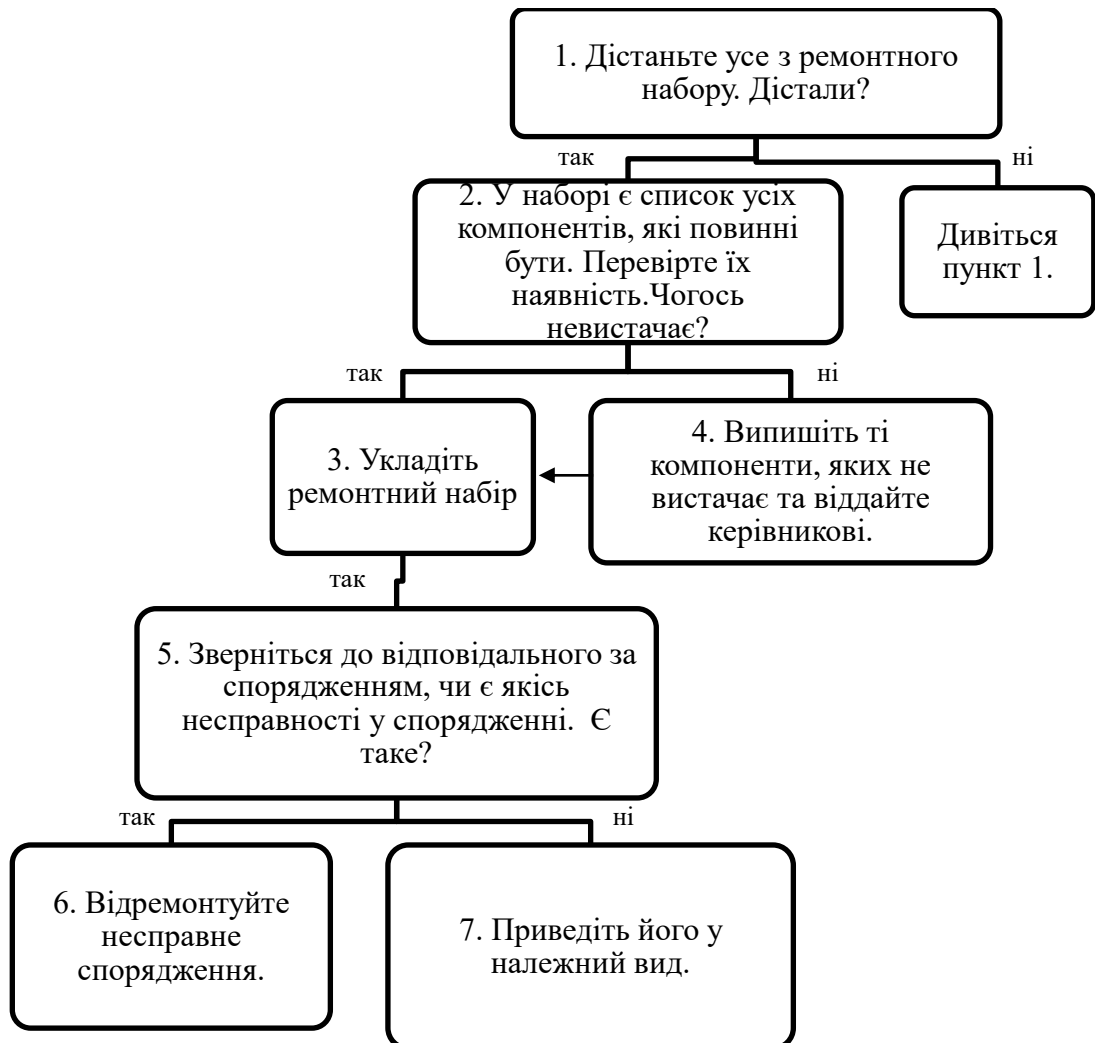 1. Дістаньте усе з ремонтного
набору. Дістали?
так
ні
2. У наборі є список усіх
компонентів, які повинні
бути. Перевірте їх
наявність.Чогось
невистачає?
Дивіться
пункт 1.
так
ні
3. Укладіть
ремонтний набір
4. Випишіть ті
компоненти, яких не
вистачає та віддайте
керівникові.
так
5. Зверніться до відповідального за
спорядженням, чи є якісь
несправності у спорядженні.  Є
таке?
так
ні
6. Відремонтуйте
несправне
спорядження.
7. Приведіть його у
належний вид.